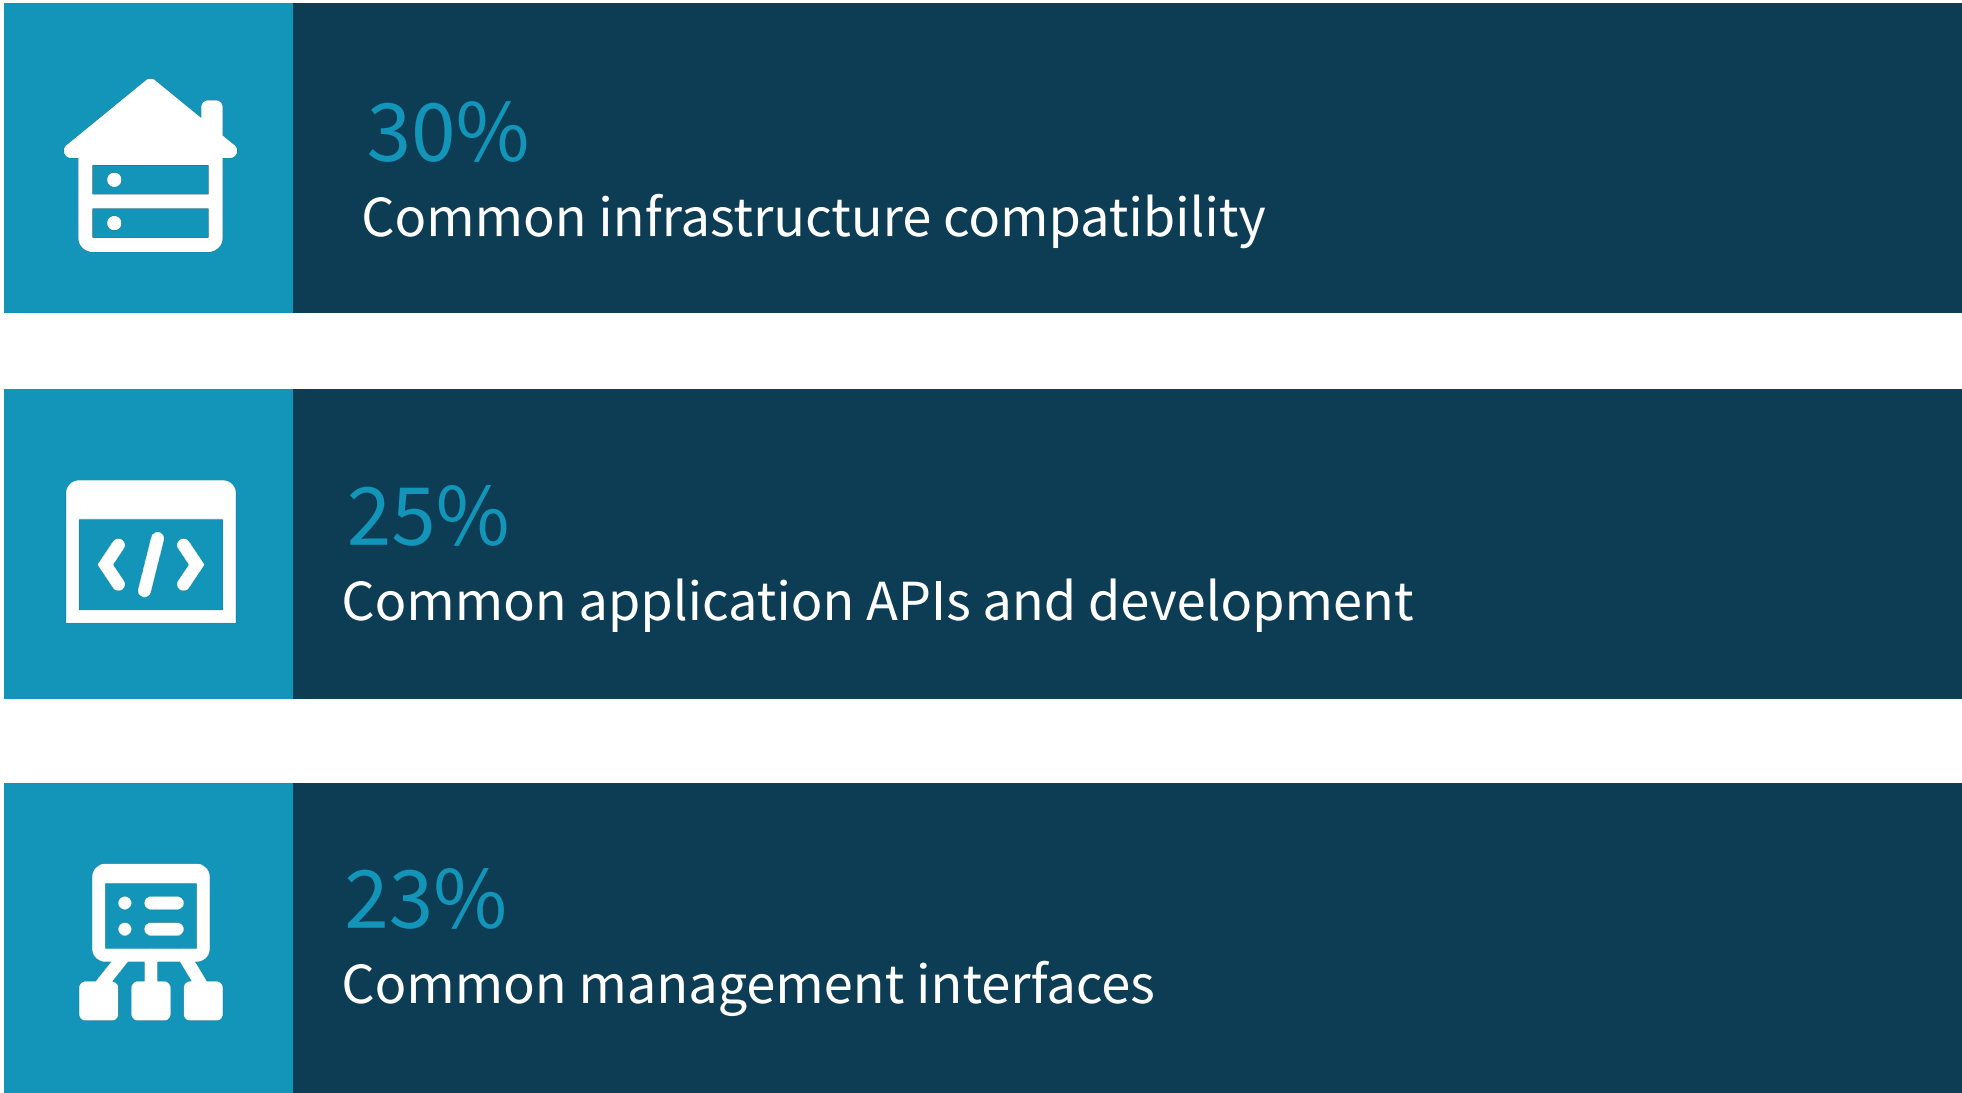 30%
Common infrastructure compatibility
25%
Common application APIs and development
23%
Common management interfaces